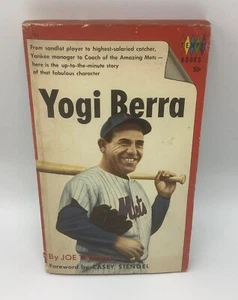 From sandlot player to highest-salaried catcher,
Yankee manager to Coach of the Amazing Mets —
here is the up-to-the-minute story
of that fabulous character
BOOKS
Yogi Berra
Mets
By JOE
Foreword by CASEY STENGEL